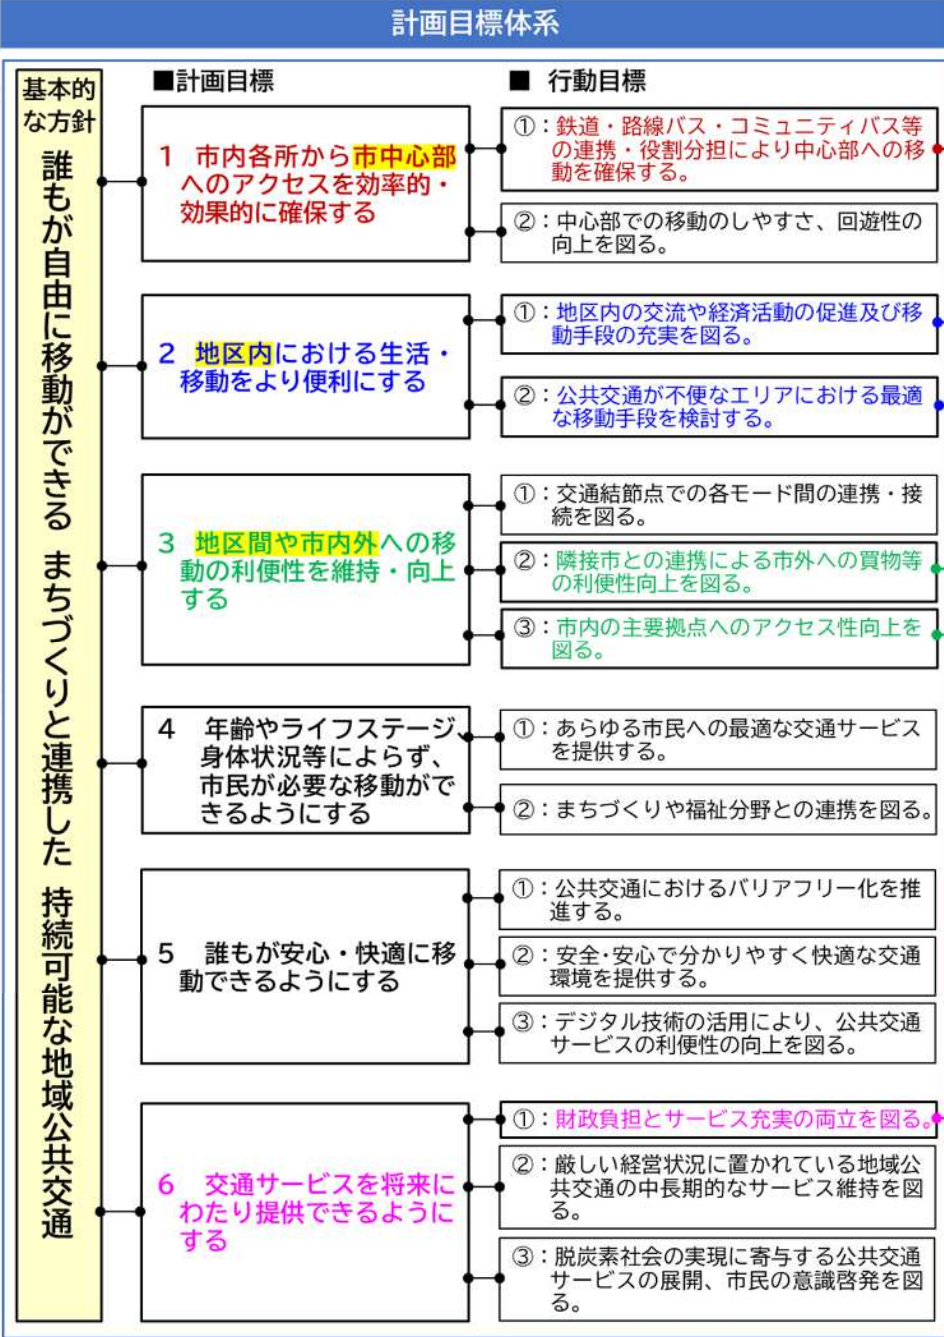 計画目標体系
基本的
な方針
誰もが自由に移動ができる まちづくりと連携した 持続可能な地域公共交通
■計画目標
■ 行動目標
1 市内各所から市中心部
へのアクセスを効率的・
効果的に確保する
①：鉄道・路線バス・コミュニティバス等
の連携・役割分担により中心部への移
動を確保する。
②：中心部での移動のしやすさ、回遊性の
向上を図る。
2 地区内における生活・
移動をより便利にする
①：地区内の交流や経済活動の促進及び移
動手段の充実を図る。
②：公共交通が不便なエリアにおける最適
な移動手段を検討する。
3 地区間や市内外への移
動の利便性を維持・向上
する
①：交通結節点での各モード間の連携・接
続を図る。
②：隣接市との連携による市外への買物等
の利便性向上を図る。
③：市内の主要拠点へのアクセス性向上を
図る。
4 年齢やライフステージ、
身体状況等によらず、
市民が必要な移動がで
きるようにする
①：あらゆる市民への最適な交通サービス
を提供する。
②：まちづくりや福祉分野との連携を図る。
5 誰もが安心・快適に移
動できるようにする
①：公共交通におけるバリアフリー化を推
進する。
②：安全･安心で分かりやすく快適な交通
環境を提供する。
③：デジタル技術の活用により、公共交通
サービスの利便性の向上を図る。
6 交通サービスを将来に
わたり提供できるように
する
①：財政負担とサービス充実の両立を図る。
②：厳しい経営状況に置かれている地域公
共交通の中長期的なサービス維持を図
る。
③：脱炭素社会の実現に寄与する公共交通
サービスの展開、市民の意識啓発を図
る。